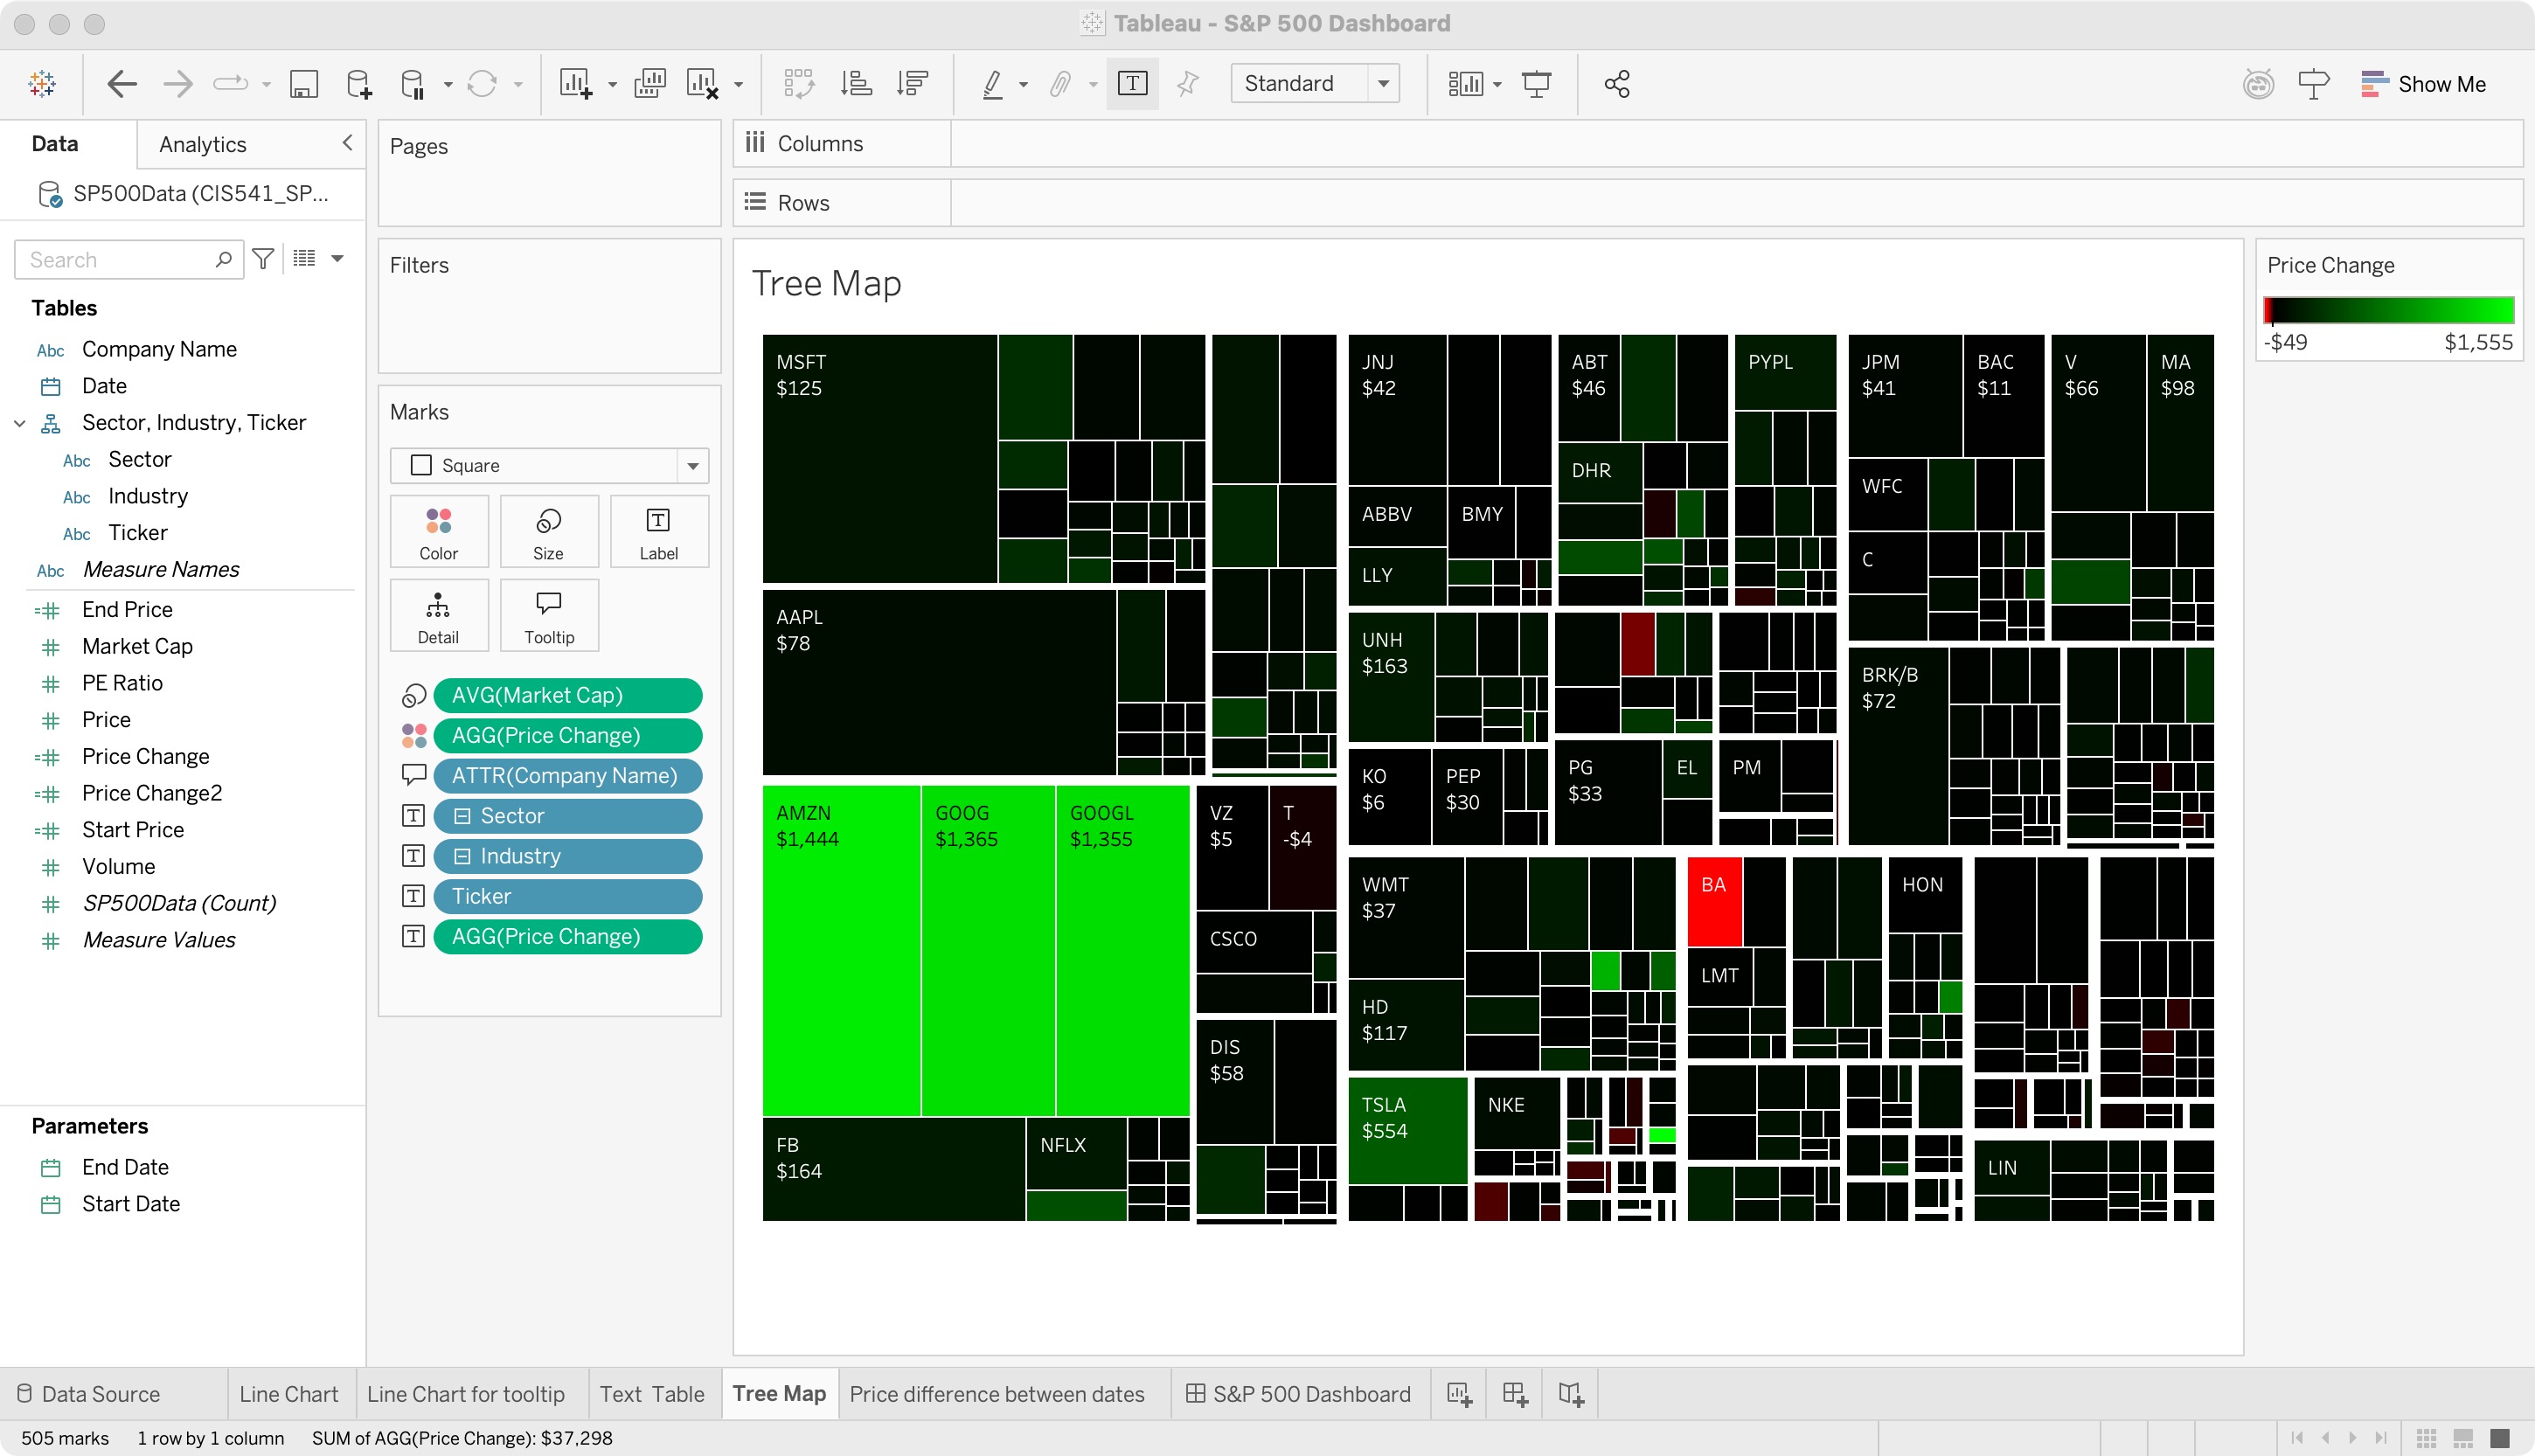 Tableau - S&P 500 Dashboard
Standard
Show Me
Data
Analytics
SP500Data (CIS541_SP...
Search
Tables
Abc Company Name
Date
Sector, Industry, Ticker
Abc Sector
Abc Industry
Abc Ticker
Abc Measure Names
End Price
Market Cap
PE Ratio
Price
Price Change
Price Change2
Start Price
Volume
SP500Data (Count)
Measure Values
Parameters
End Date
Start Date
Pages
Filters
Marks
Square
Color
Size
Label
Detail
Tooltip
AVG(Market Cap)
AGG(Price Change)
ATTR(Company Name)
Sector
Industry
Ticker
AGG(Price Change)
Columns
Rows
Tree Map
MSFT
$125
AAPL
$78
AMZN
$1,444
GOOG
$1,365
GOOGL
$1,355
FB
$164
NFLX
VZ
$5
T
-$4
CSCO
DIS
$58
JNJ
$42
ABBV
BMY
LLY
ABT
$46
DHR
PYPL
UNH
$163
KO
$6
PEP
$30
PG
$33
EL
PM
JPM
$41
BAC
$11
WFC
C
V
$66
MA
$98
BRK/B
$72
WMT
$37
HD
$117
TSLA
$554
NKE
BA
LMT
HON
LIN
Price Change
-$49
$1,555
Data Source
Line Chart
Line Chart for tooltip
Text Table
Tree Map
Price difference between dates
S&P 500 Dashboard
505 marks
1 row by 1 column
SUM of AGG(Price Change): $37,298